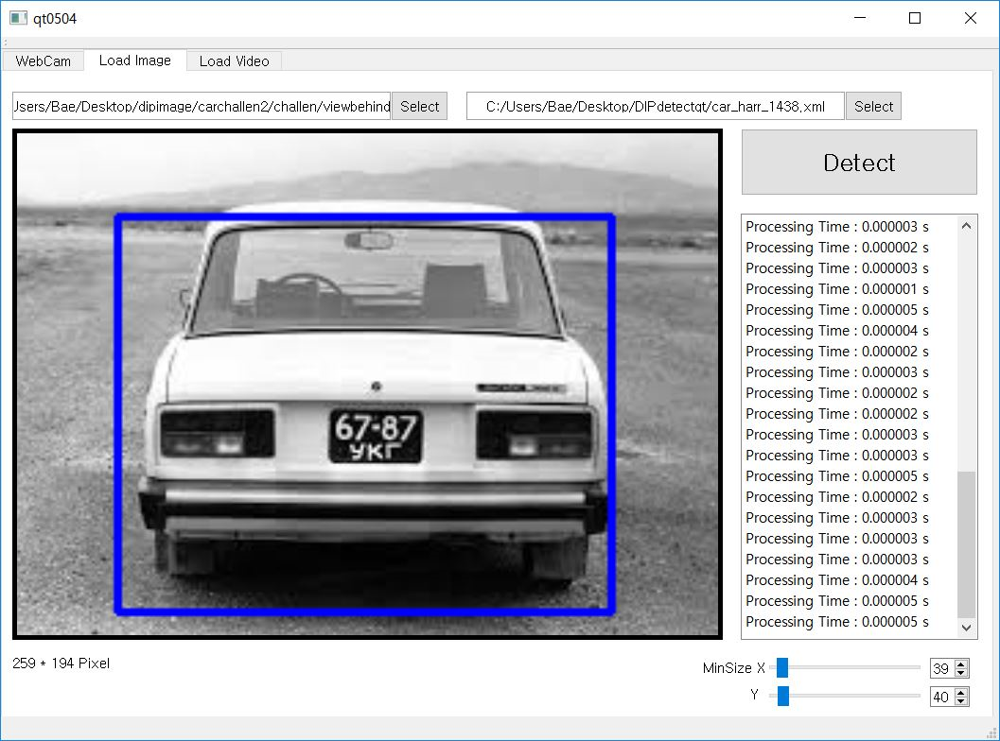 qt0504
WebCam Load Image Load Video
Jsers/Bae/Desktop/dipimage/carchallen2/challen/viewbehind Select C:/Users/Bae/Desktop/DIPdetectqt/car_harr_1438.xml Select
Detect
67-87
УКГ
Processing Time : 0.000003 s
Processing Time : 0.000002 s
Processing Time : 0.000003 s
Processing Time : 0.000001 s
Processing Time : 0.000005 s
Processing Time : 0.000004 s
Processing Time : 0.000002 s
Processing Time : 0.000003 s
Processing Time : 0.000002 s
Processing Time : 0.000002 s
Processing Time : 0.000003 s
Processing Time : 0.000003 s
Processing Time : 0.000005 s
Processing Time : 0.000002 s
Processing Time : 0.000003 s
Processing Time : 0.000003 s
Processing Time : 0.000003 s
Processing Time : 0.000004 s
Processing Time : 0.000005 s
Processing Time : 0.000005 s
259 * 194 Pixel
MinSize X 39
Y 40